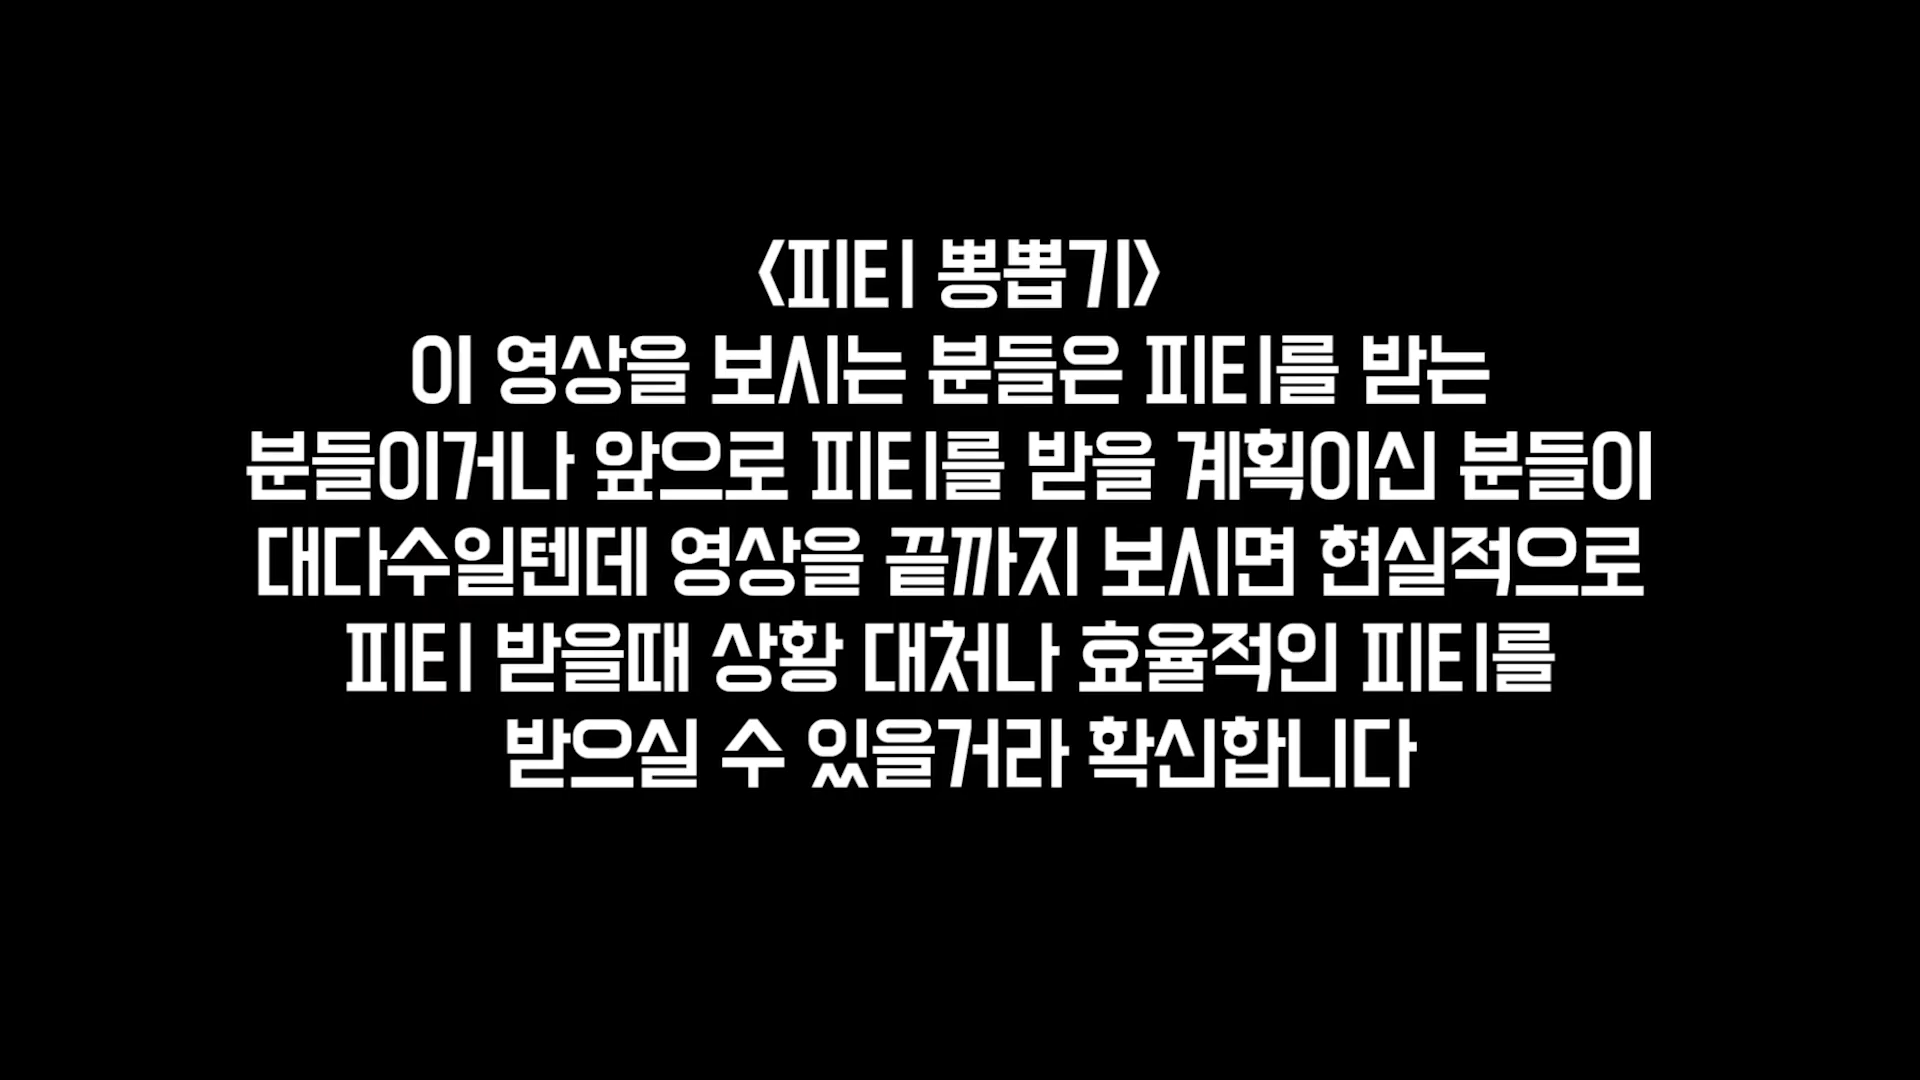 <피티 뽕뽑기>
이 영상을 보시는 분들은 피티를 받는
분들이거나 앞으로 피티를 받을 계획이신 분들이
대다수일텐데 영상을 끝까지 보시면 현실적으로
피티 받을때 상황 대처나 효율적인 피티를
받으실 수 있을거라 확신합니다